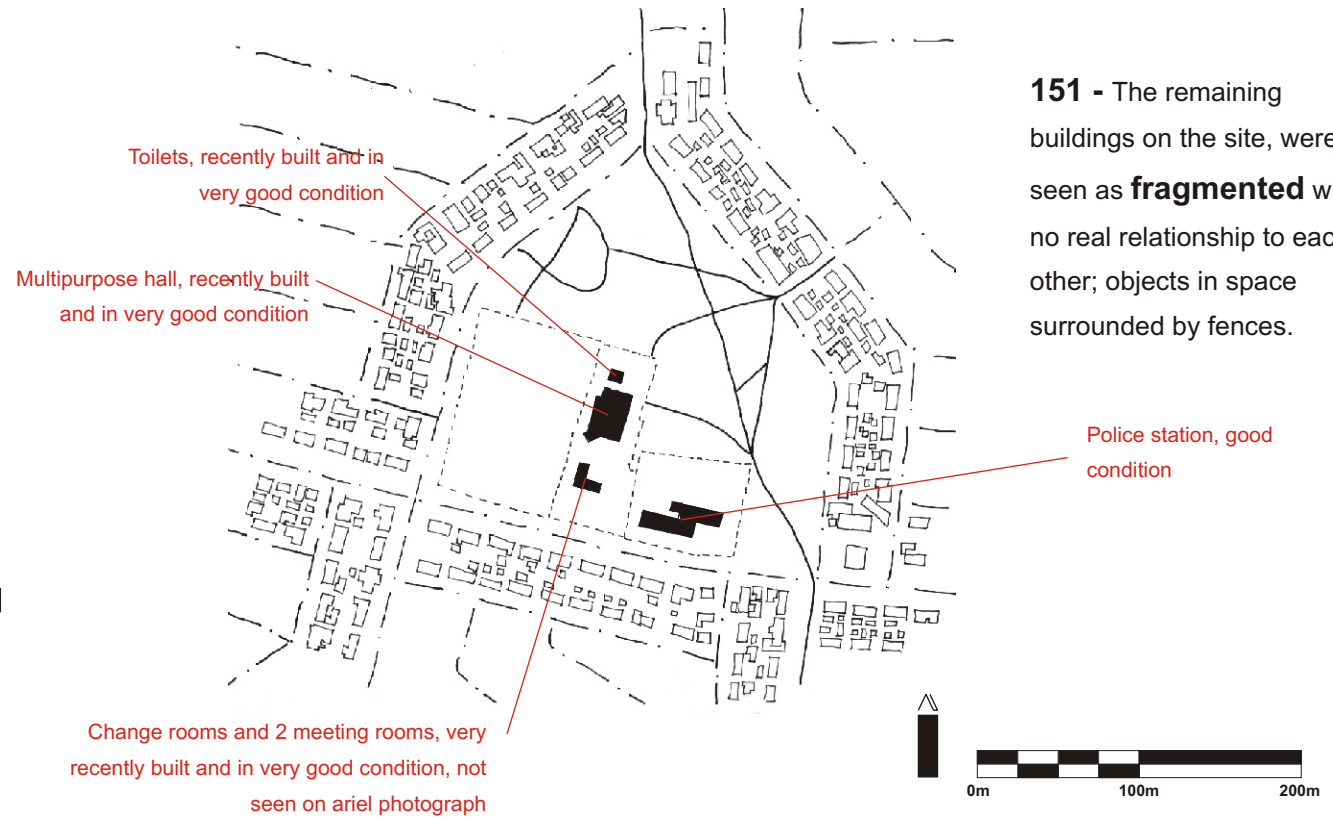 151 - The remaining
buildings on the site, were
seen as fragmented w
no real relationship to eac
other; objects in space
surrounded by fences.
Toilets, recently built and in
very good condition
Multipurpose hall, recently built
and in very good condition
Police station, good
condition
Change rooms and 2 meeting rooms, very
recently built and in very good condition, not
seen on ariel photograph
0m 100m 200m